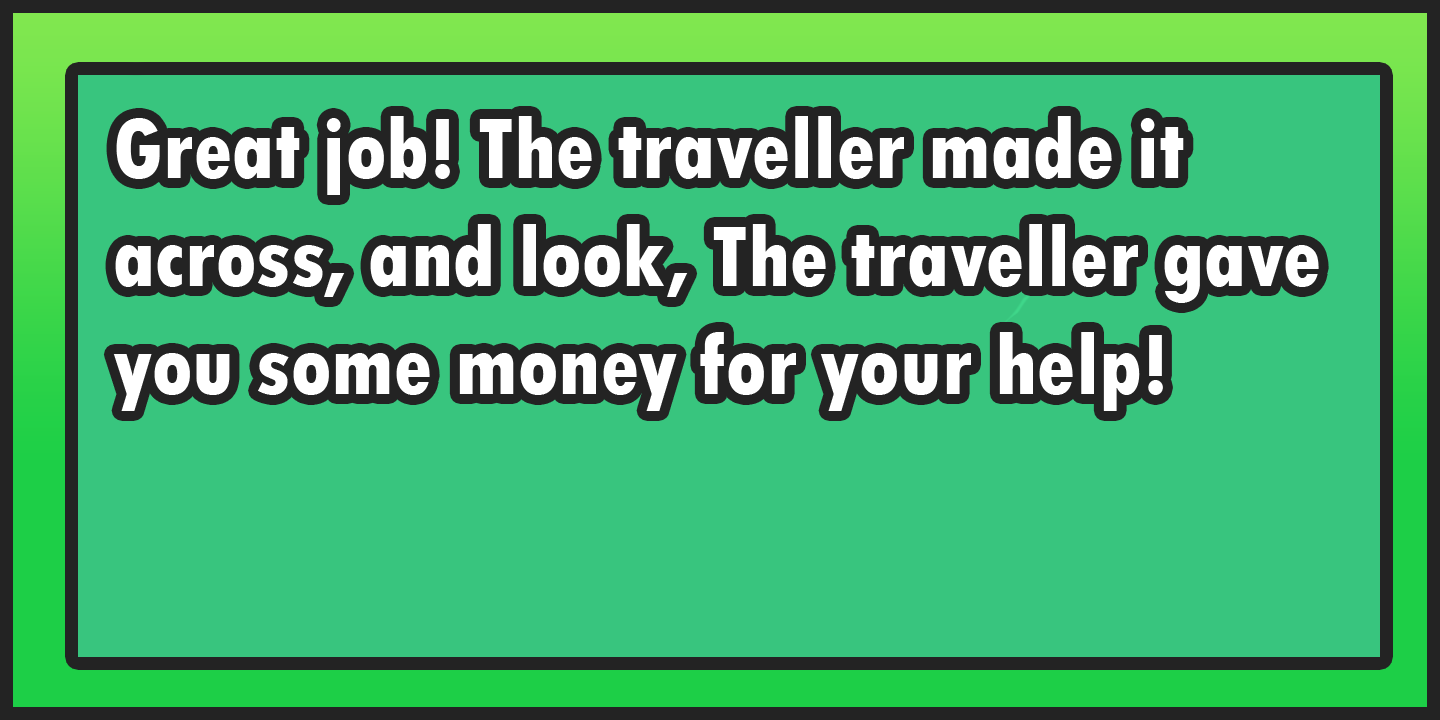 Great job! The traveller made it
across, and look, The traveller gave
you some money for your help!